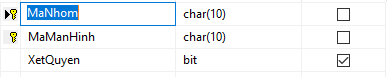 MaNhom char(10)
MaManHinh char(10)
XetQuyen bit